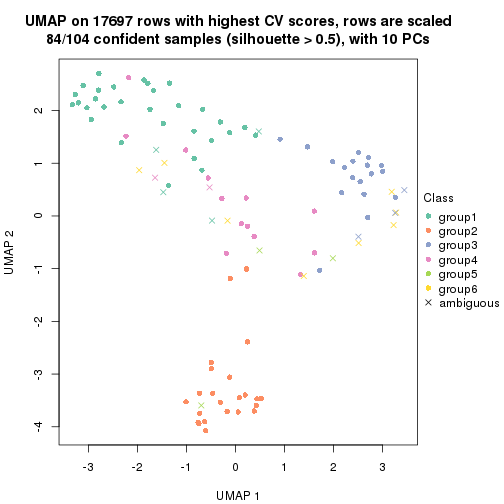 UMAP on 17697 rows with highest CV scores, rows are scaled
84/104 confident samples (silhouette > 0.5), with 10 PCs
UMAP 2
2
1
0
-1
-2
-3
-4
-3
-2
-1
0
1
2
3
UMAP 1
Class
group1
group2
group3
group4
group5
group6
ambiguous